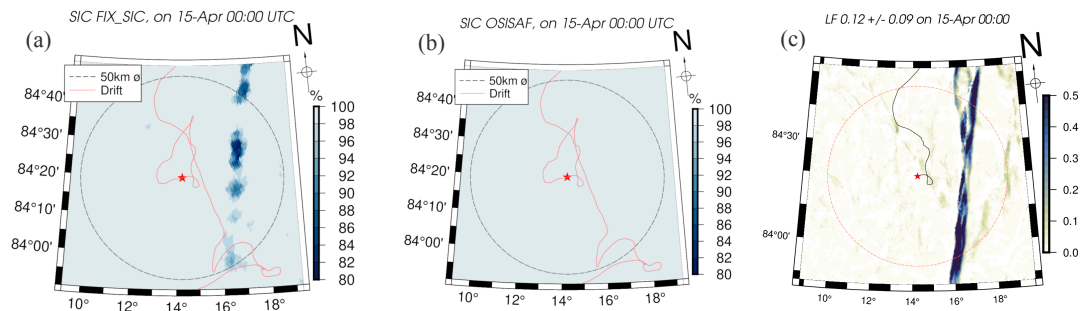 SIC FIX_SIC, on 15-Apr 00:00 UTC
(a)
N
50km ø
Drift
%
84°40'
84°30'
84°20'
84°10'
84°00'
10° 12° 14° 16° 18°
100
98
96
94
92
90
88
86
84
82
80
SIC OSISAF, on 15-Apr 00:00 UTC
(b)
N
50km ø
Drift
%
84°40'
84°30'
84°20'
84°10'
84°00'
10° 12° 14° 16° 18°
100
98
96
94
92
90
88
86
84
82
80
LF 0.12 +/- 0.09 on 15-Apr 00:00
(c)
N
84°30'
84°00'
10° 12° 14° 16° 18°
0.5
0.4
0.3
0.2
0.1
0.0